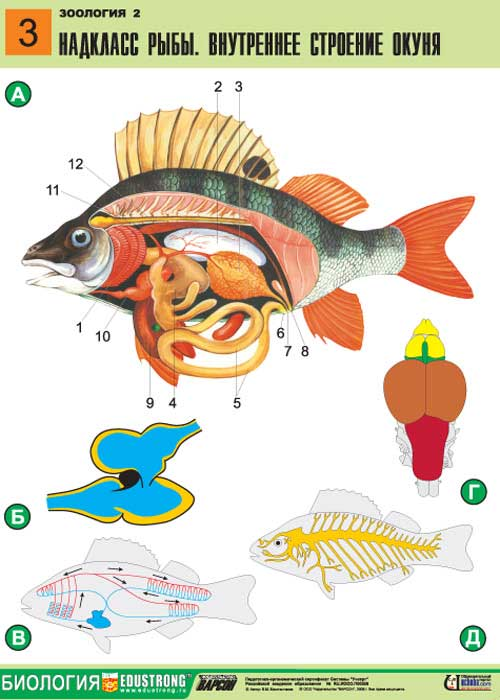 3
ЗООЛОГИЯ 2
НАДКЛАСС РЫБЫ. ВНУТРЕННЕЕ СТРОЕНИЕ ОКУНЯ
А
2 3
12
11
1
10
9 4 5 6 7 8
Б
Г
В
Д
БИОЛОГИЯ EDUSTRONG
www.edustrong.ru
ВАРСОН